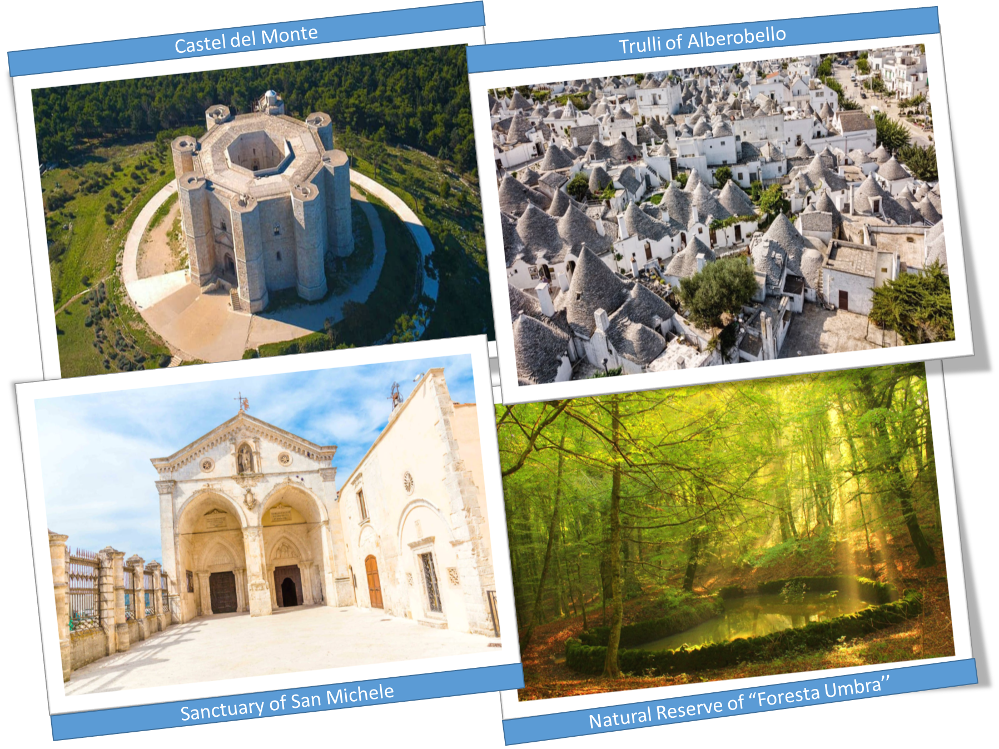 Castel del Monte
Trulli of Alberobello
Sanctuary of San Michele
Natural Reserve of “Foresta Umbra’’